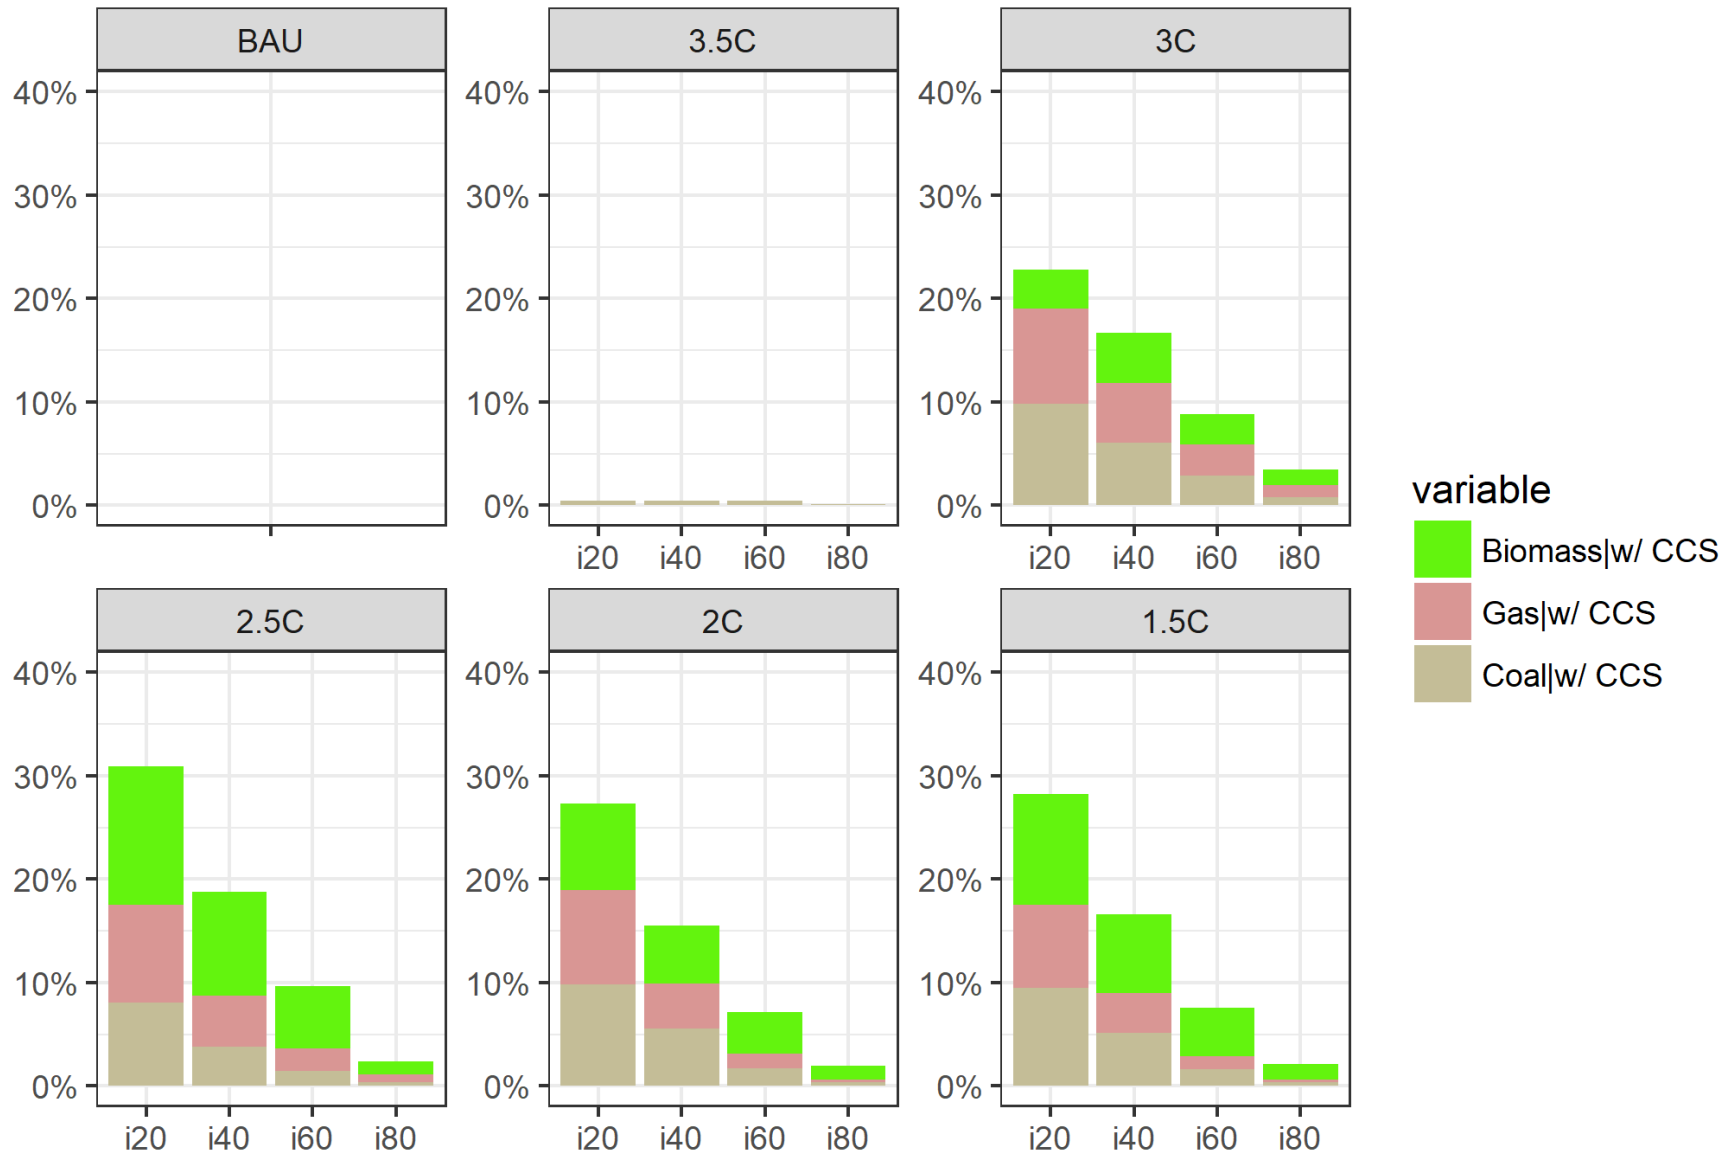 BAU 3.5C 3C
40% 40% 40%
30% 30% 30%
20% 20% 20%
10% 10% 10%
0% 0% 0%
i20 i40 i60 i80 i20 i40 i60 i80
2.5C 2C 1.5C
40% 40% 40%
30% 30% 30%
20% 20% 20%
10% 10% 10%
0% 0% 0%
i20 i40 i60 i80 i20 i40 i60 i80 i20 i40 i60 i80
variable
Biomass|w/ CCS
Gas|w/ CCS
Coal|w/ CCS